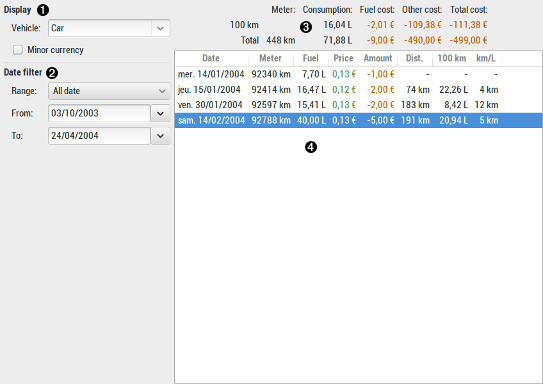 Display 1
Vehicle: Car
Minor currency
Date filter 2
Range: All date
From: 03/10/2003
To: 24/04/2004
Meter: Consumption: Fuel cost: Other cost: Total cost:
100 km 3 16,04 L -2,01 € -109,38 € -111,38 €
Total 448 km 71,88 L -9,00 € -490,00 € -499,00 €
Date Meter Fuel Price Amount Dist. 100 km km/L
mer. 14/01/2004 92340 km 7,70 L 0,13 € -1,00 € - - -
jeu. 15/01/2004 92414 km 16,47 L 0,12 € -2,00 € 74 km 22,26 L 4 km
ven. 30/01/2004 92597 km 15,41 L 0,13 € -2,00 € 183 km 8,42 L 12 km
sam. 14/02/2004 92788 km 40,00 L 0,13 € -5,00 € 191 km 20,94 L 5 km
4